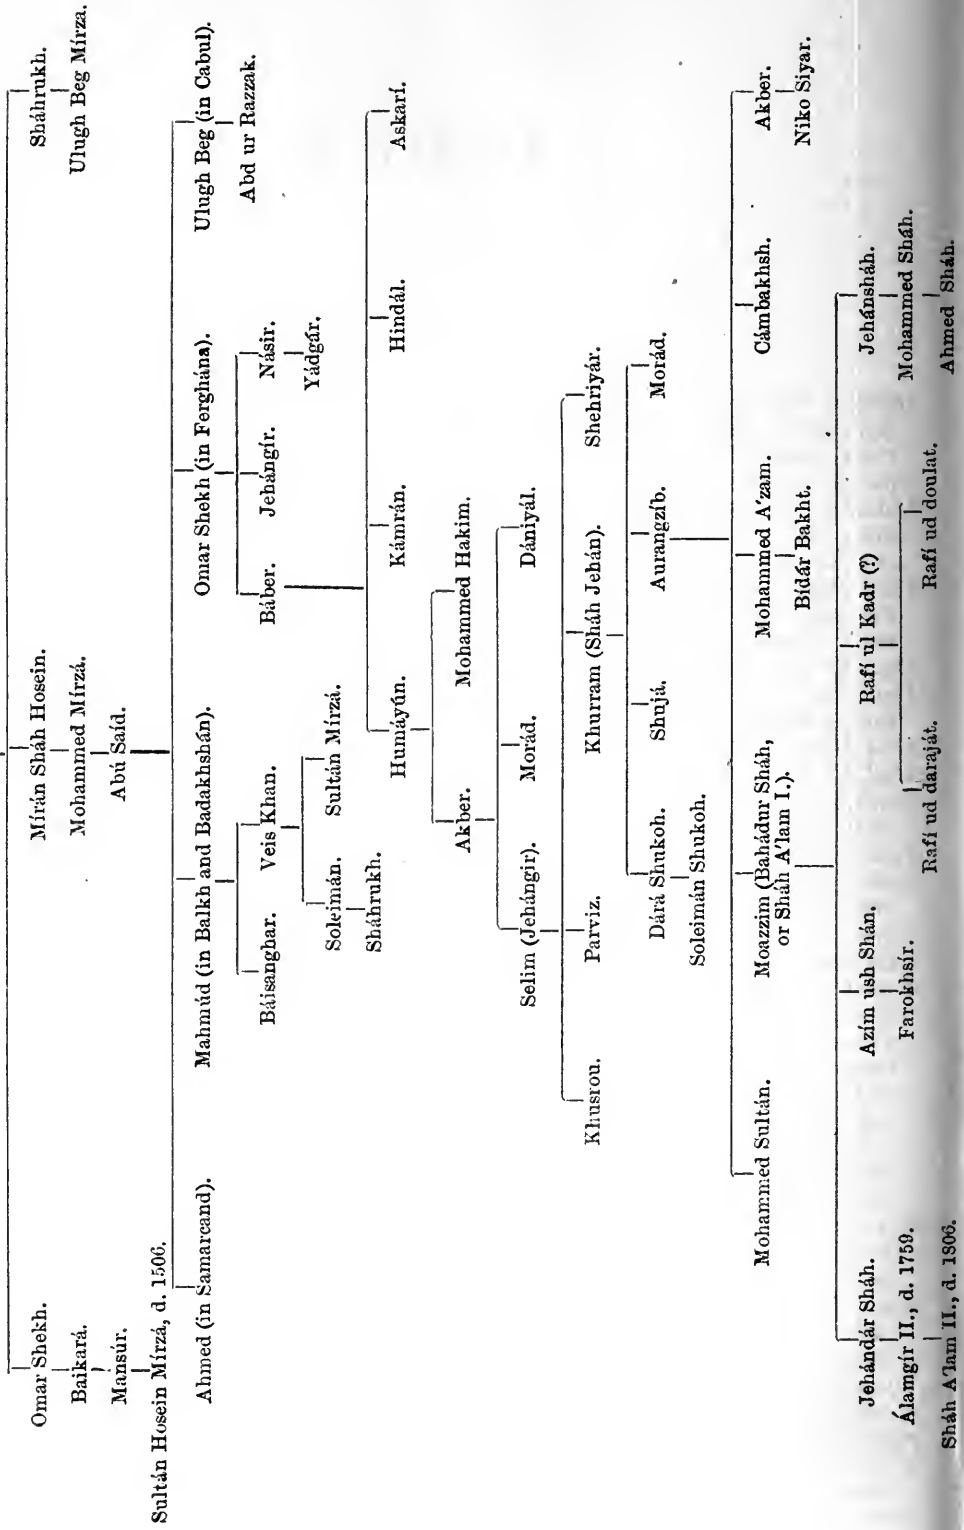 Omar Shekh.
Mírán Sháh Hosein.
Sháhrukh.
Baikará.
Mohammed Mírzá.
Ulugh Beg Mírza.
Mansúr.
Abú Saíd.
Sultán Hosein Mírzá, d. 1506.
Ahmed (in Samarcand).
Mahmúd (in Balkh and Badakhshán).
Omar Shekh (in Ferghána).
Ulugh Beg (in Cabul).
Báisanghar.
Veis Khan.
Báber.
Jehángír.
Násir.
Abd ur Razzak.
Yádgár.
Soleimán.
Sultán Mírzá.
Sháhrukh.
Humáyún.
Kámrán.
Hindál.
Askarí.
Akber.
Mohammed Hakim.
Selim (Jehángir).
Morád.
Dániyál.
Khusrou.
Parviz.
Khurram (Sháh Jehán).
Shehriyár.
Dárá Shukoh.
Shujá.
Aurangzíb.
Morád.
Soleimán Shukoh.
Mohammed Sultán.
Moazzim (Bahádur Sháh,
or Sháh A'lam I.).
Mohammed A'zam.
Cámbakhsh.
Akber.
Bídár Bakht.
Niko Siyar.
Jehándár Sháh.
Azím ush Shán.
Rafí ul Kadr (?)
Jehánsháh.
Álamgír II., d. 1759.
Farokhsír.
Mohammed Sháh.
Rafí ud daraját.
Rafí ud doulat.
Sháh A'lam II., d. 1806.
Ahmed Sháh.